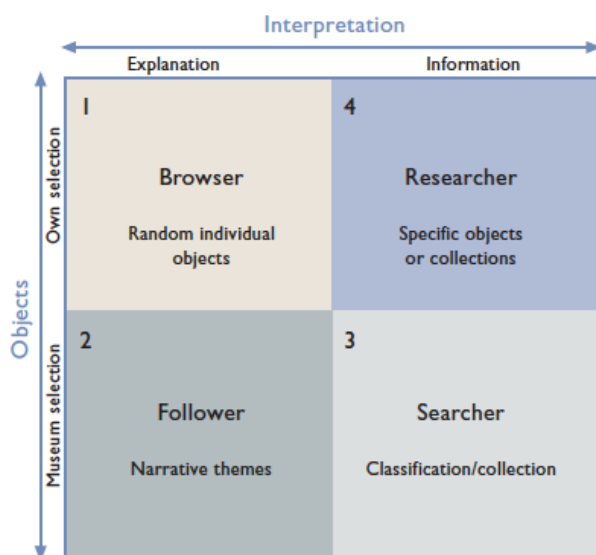 Interpretation
Explanation
Information
Objects
Own selection
Museum selection
1
Browser
Random individual
objects
4
Researcher
Specific objects
or collections
2
Follower
Narrative themes
3
Searcher
Classification/collection